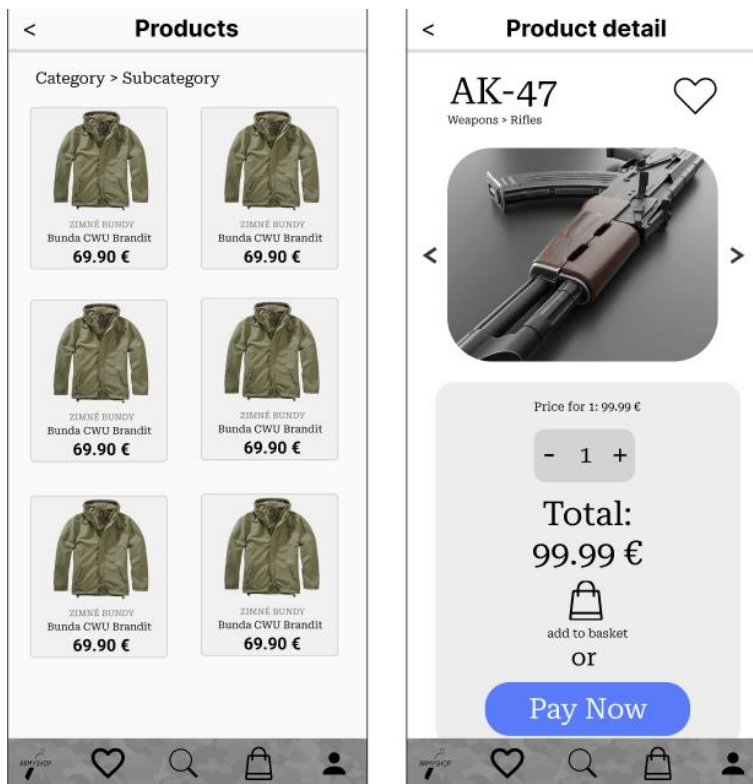 < Products
Category > Subcategory
ZIMNÉ BUNDY
Bunda CWU Brandit
69.90 €
ZIMNÉ BUNDY
Bunda CWU Brandit
69.90 €
ZIMNÉ BUNDY
Bunda CWU Brandit
69.90 €
ZIMNÉ BUNDY
Bunda CWU Brandit
69.90 €
ZIMNÉ BUNDY
Bunda CWU Brandit
69.90 €
ZIMNÉ BUNDY
Bunda CWU Brandit
69.90 €
ARMYSHOP
< Product detail
AK-47
Weapons > Rifles
< >
Price for 1: 99.99 €
- 1 +
Total:
99.99 €
add to basket
or
Pay Now
ARMYSHOP